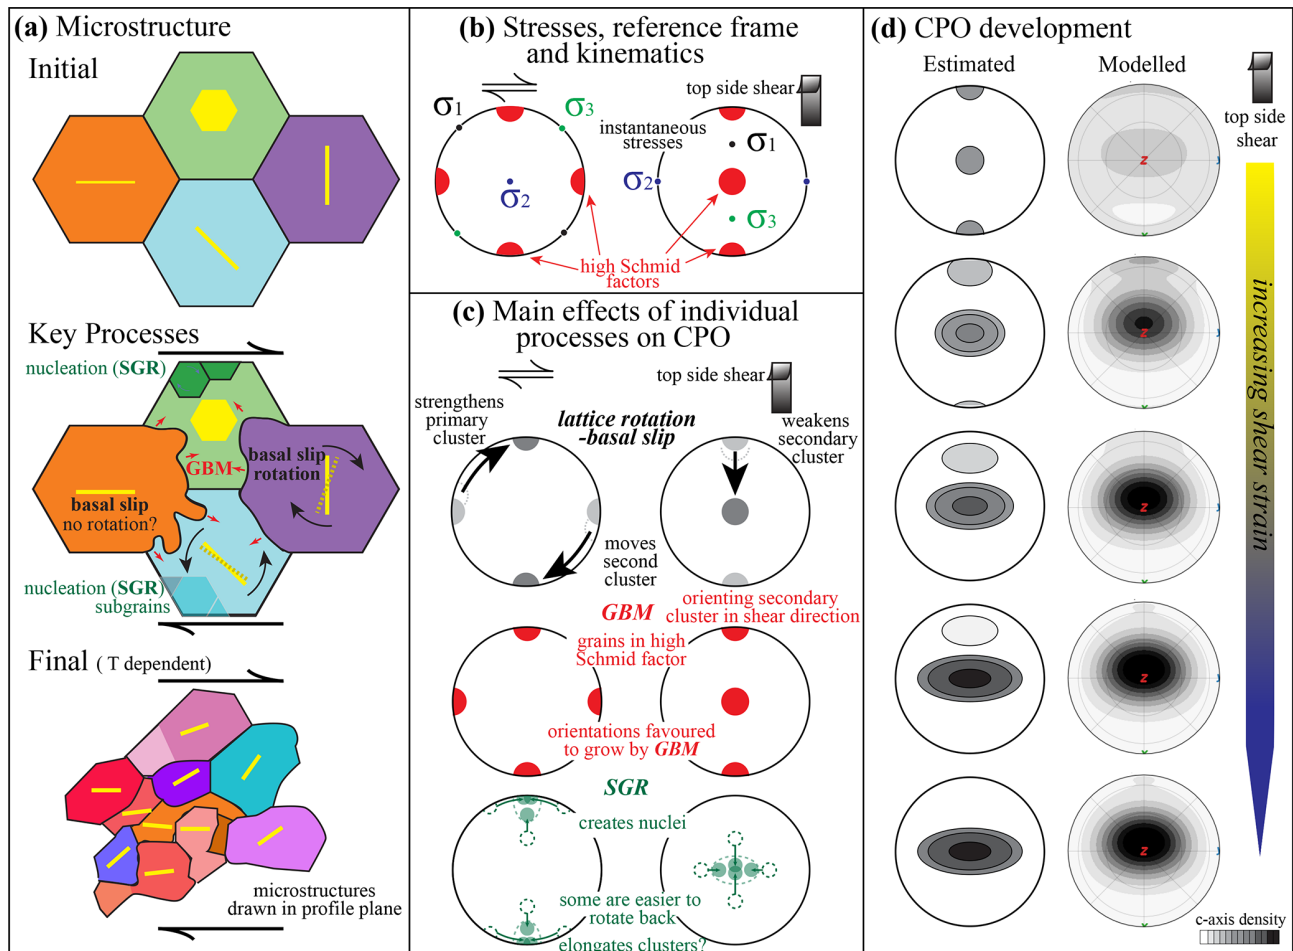 (a) Microstructure
Initial
Key Processes
nucleation (SGR)
GBM
basal slip
rotation
basal slip
no rotation?
nucleation (SGR)
subgrains
Final ( T dependent)
microstructures
drawn in profile plane
(b) Stresses, reference frame
and kinematics
top side shear
σ1
σ3
instantaneous
stresses
σ1
σ2
σ2
σ3
high Schmid
factors
(c) Main effects of individual
processes on CPO
top side shear
strengthens
primary
cluster
lattice rotation
-basal slip
weakens
secondary
cluster
moves
second
cluster
GBM
orienting secondary
cluster in shear direction
grains in high
Schmid factor
orientations favoured
to grow by GBM
SGR
creates nuclei
some are easier to
rotate back
elongates clusters?
(d) CPO development
Estimated
Modelled
top side
shear
z
z
z
z
z
increasing shear strain
c-axis density